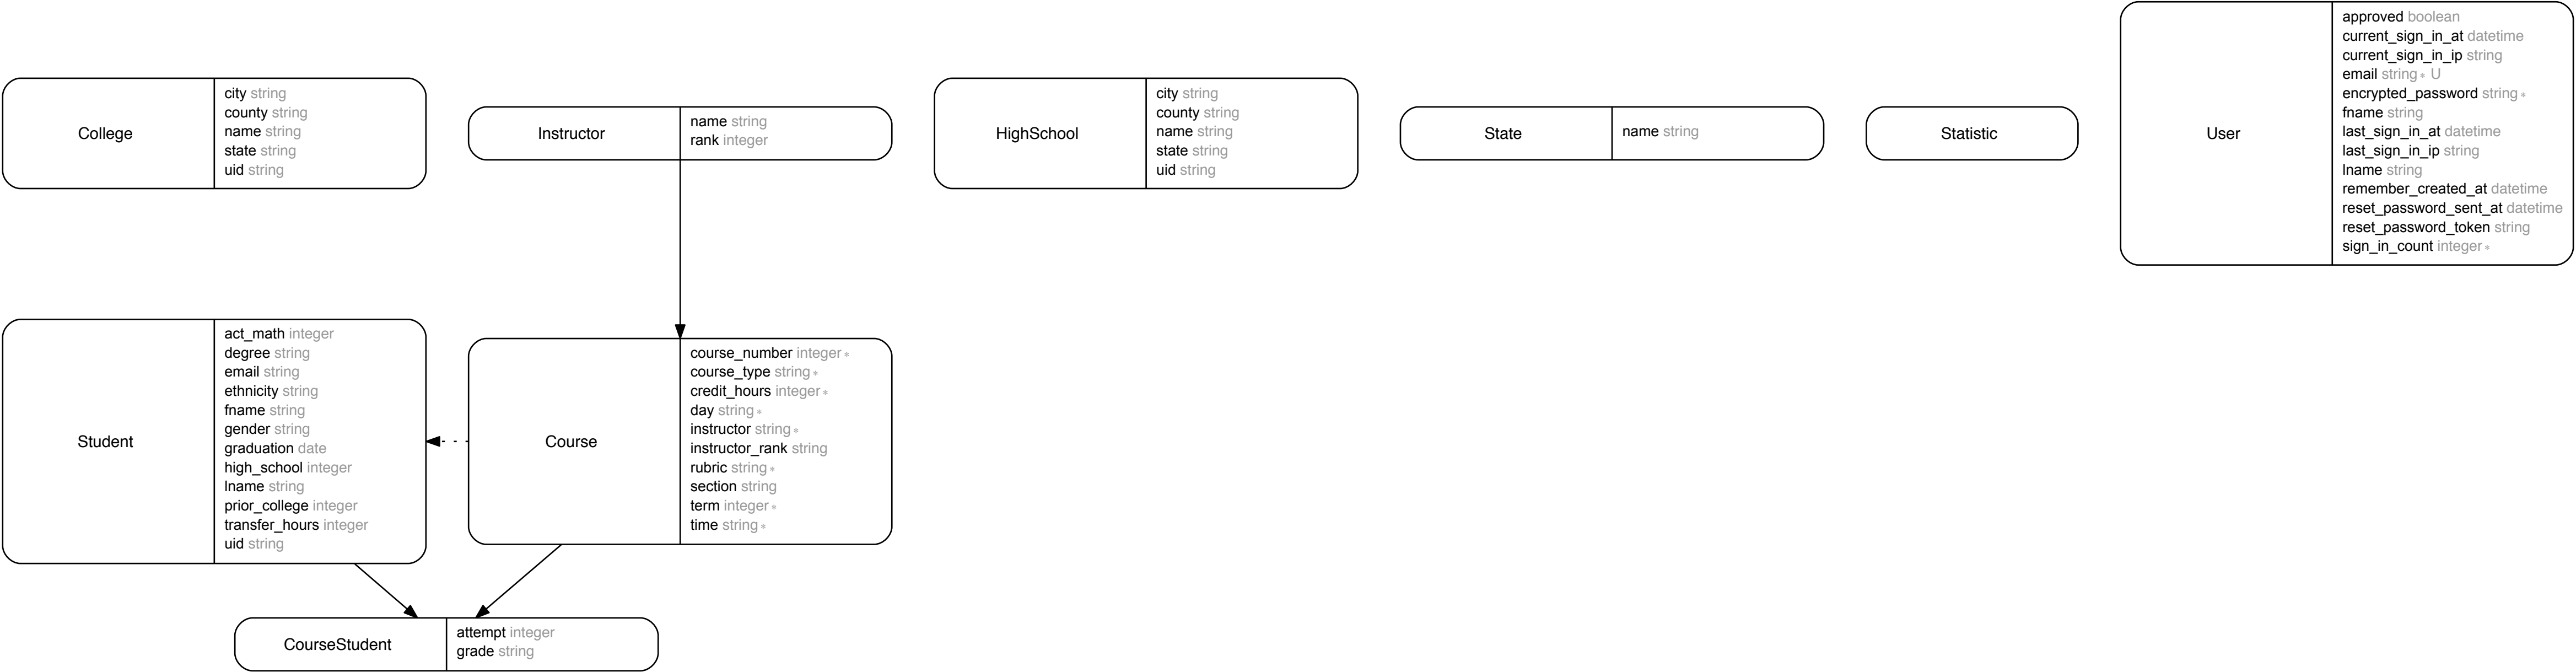 College
city string
county string
name string
state string
uid string
Instructor
name string
rank integer
HighSchool
city string
county string
name string
state string
uid string
State
name string
Statistic
User
approved boolean
current_sign_in_at datetime
current_sign_in_ip string
email string * U
encrypted_password string *
fname string
last_sign_in_at datetime
last_sign_in_ip string
lname string
remember_created_at datetime
reset_password_sent_at datetime
reset_password_token string
sign_in_count integer *
Student
act_math integer
degree string
email string
ethnicity string
fname string
gender string
graduation date
high_school integer
lname string
prior_college integer
transfer_hours integer
uid string
Course
course_number integer *
course_type string *
credit_hours integer *
day string *
instructor string *
instructor_rank string
rubric string *
section string
term integer *
time string *
CourseStudent
attempt integer
grade string